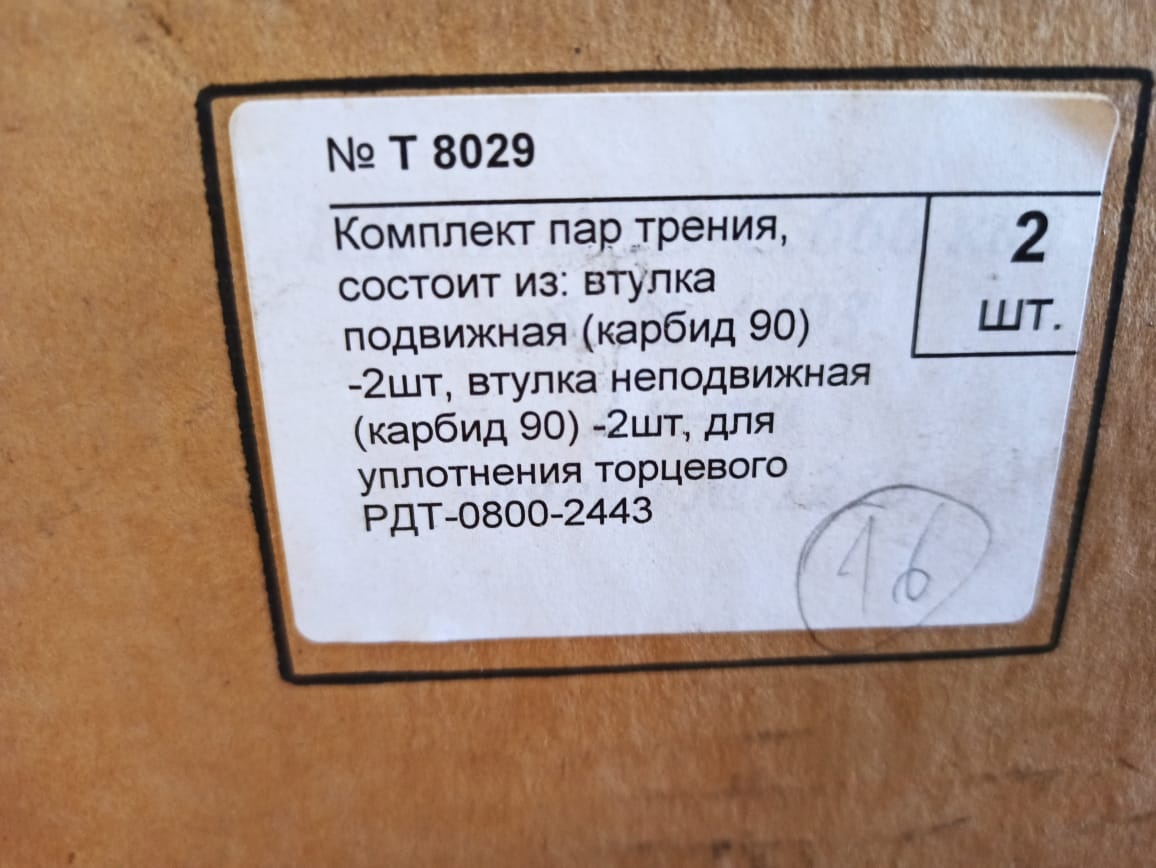 № Т 8029
Комплект пар трения,
состоит из: втулка
подвижная (карбид 90)
-2шт, втулка неподвижная
(карбид 90) -2шт, для
уплотнения торцевого
РДТ-0800-2443
2
шт.
16